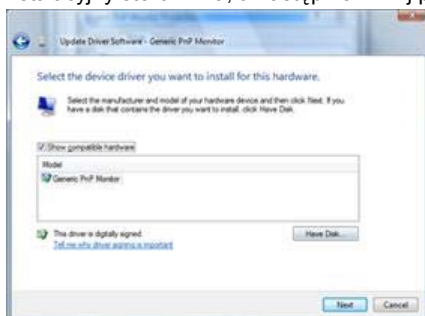 Update Driver Software - Generic PnP Monitor
Select the device driver you want to install for this hardware.
Select the manufacturer and model of your hardware device and then click Next. If you
have a disk that contains the driver you want to install, click Have Disk.
Show compatible hardware
Model
Generic PnP Monitor
This driver is digitally signed.
Tell me why driver signing is important
Have Disk...
Next
Cancel